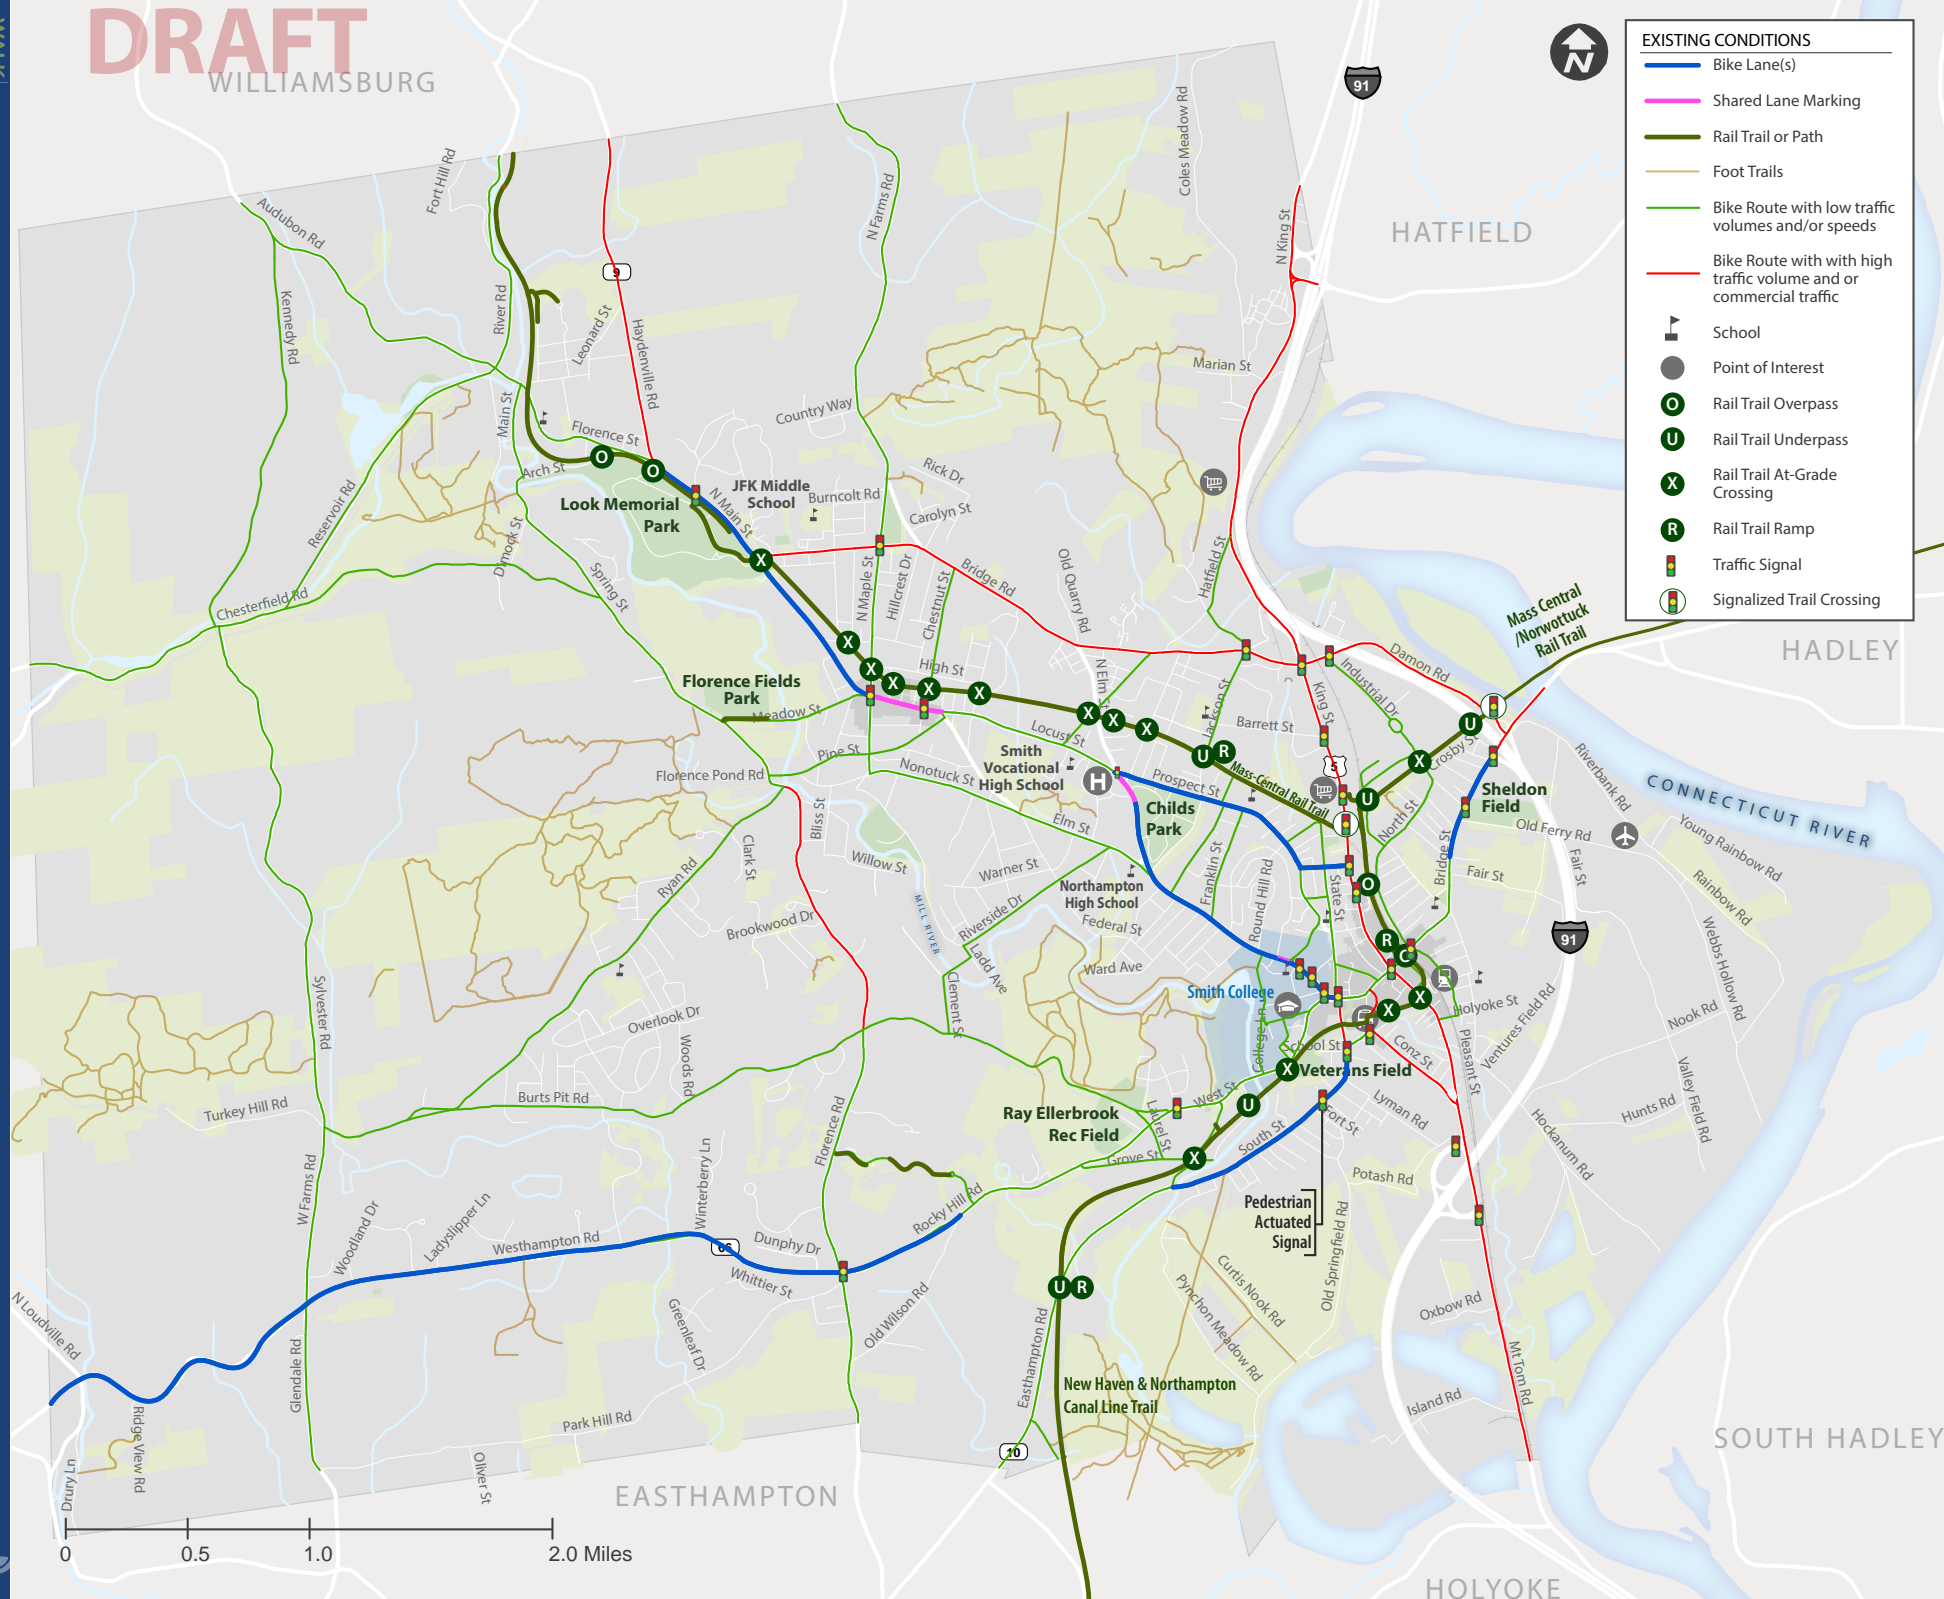 DRAFT
WILLIAMSBURG
EXISTING CONDITIONS
Bike Lane(s)
Shared Lane Marking
Rail Trail or Path
Foot Trails
Bike Route with low traffic
volumes and/or speeds
Bike Route with with high
traffic volume and or
commercial traffic
School
Point of Interest
O Rail Trail Overpass
U Rail Trail Underpass
X Rail Trail At-Grade
Crossing
R Rail Trail Ramp
Traffic Signal
Signalized Trail Crossing
N
91
HATFIELD
HADLEY
SOUTH HADLEY
HOLYOKE
EASTHAMPTON
CONNECTICUT RIVER
MILL RIVER
Fort Hill Rd
Audubon Rd
Kennedy Rd
River Rd
Leonard St
9
Haydenville Rd
N Farms Rd
Coles Meadow Rd
N King St
Marian St
Country Way
Main St
Florence St
Arch St
O
O
Look Memorial
Park
N Main St
JFK Middle
School
Burncolt Rd
Rick Dr
Carolyn St
Reservoir Rd
Dimock St
Spring St
Chesterfield Rd
X
N Maple St
Hillcrest Dr
Chestnut St
Bridge Rd
Old Quarry Rd
Hatfield St
Mass Central
/Norwottuck
Rail Trail
X
X
X
X
X
High St
N Elm St
Florence Fields
Park
Meadow St
Pine St
Florence Pond Rd
Nonotuck St
Locust St
Smith
Vocational
High School
H
X
X
X
U
R
Jackson St
Barrett St
King St
Industrial Dr
Damon Rd
Crosby St
U
X
5
Mass-Central Rail Trail
Prospect St
Childs
Park
Elm St
U
North St
Sheldon
Field
Riverbank Rd
Old Ferry Rd
Young Rainbow Rd
Rainbow Rd
Fair St
Fair St
Bridge St
Bliss St
Clark St
Ryan Rd
Willow St
Warner St
Northampton
High School
Federal St
Franklin St
Round Hill Rd
State St
O
R
91
Webbs Hollow Rd
Brookwood Dr
Riverside Dr
Ladd Ave
Ward Ave
Smith College
College Ln
X
X
Holyoke St
Ventures Field Rd
Nook Rd
Clement St
Sylvester Rd
Overlook Dr
Woods Rd
School St
Conz St
Pleasant St
X
Veterans Field
Valley Field Rd
Hunts Rd
Hockanum Rd
Turkey Hill Rd
Burts Pit Rd
Ray Ellerbrook
Rec Field
Laurel St
West St
U
Fort St
Lyman Rd
Florence Rd
Grove St
X
South St
Potash Rd
W Farms Rd
Woodland Dr
Ladyslipper Ln
Winterberry Ln
Rocky Hill Rd
Pedestrian
Actuated
Signal
Westhampton Rd
66
Dunphy Dr
Whittier St
Old Springfield Rd
Curtis Nook Rd
Pynchon Meadow Rd
U
R
Oxbow Rd
N Loudville Rd
Glendale Rd
Greenleaf Dr
Old Wilson Rd
Easthampton Rd
New Haven & Northampton
Canal Line Trail
Mt Tom Rd
Island Rd
Ridge View Rd
Park Hill Rd
Drury Ln
Oliver St
10
0
0.5
1.0
2.0 Miles